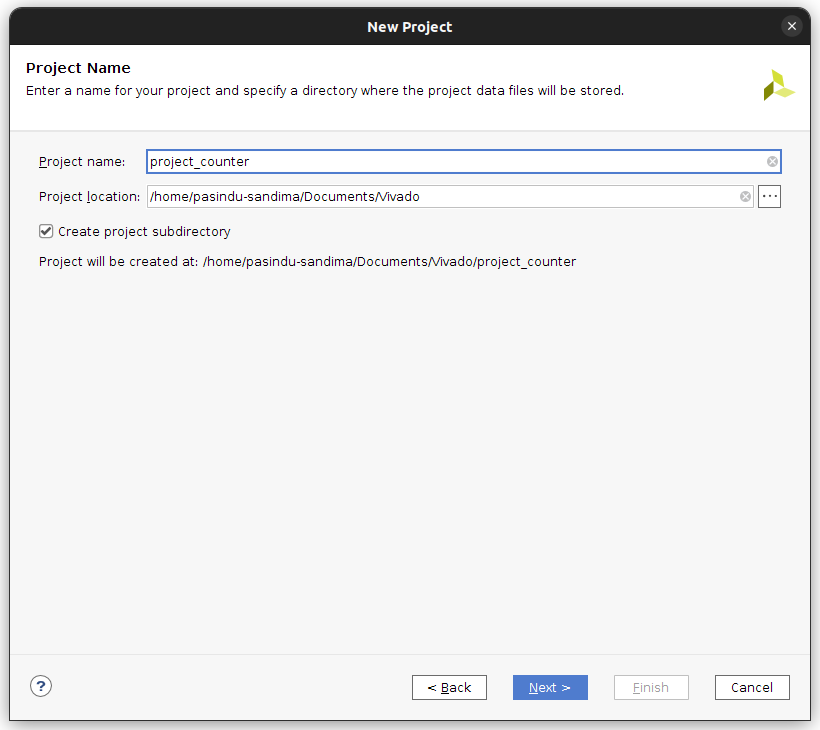 New Project
Project Name
Enter a name for your project and specify a directory where the project data files will be stored.
Project name: project_counter
Project location: /home/pasindu-sandima/Documents/Vivado ...
Create project subdirectory
Project will be created at: /home/pasindu-sandima/Documents/Vivado/project_counter
? < Back Next > Finish Cancel